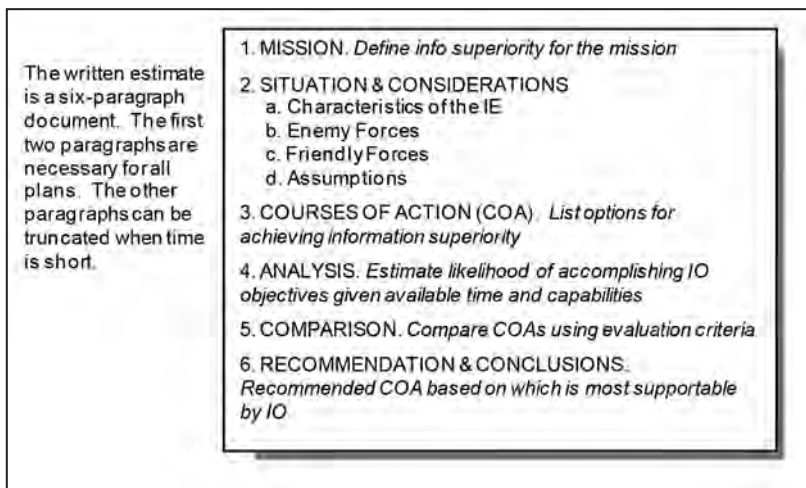 The written estimate
is a six-paragraph
document. The first
two paragraphs are
necessary for all
plans. The other
paragraphs can be
truncated when time
is short.
1. MISSION. Define info superiority for the mission
2. SITUATION & CONSIDERATIONS
a. Characteristics of the IE
b. Enemy Forces
c. Friendly Forces
d. Assumptions
3. COURSES OF ACTION (COA). List options for
achieving information superiority
4. ANALYSIS. Estimate likelihood of accomplishing IO
objectives given available time and capabilities
5. COMPARISON. Compare COAs using evaluation criteria
6. RECOMMENDATION & CONCLUSIONS.
Recommended COA based on which is most supportable
by IO